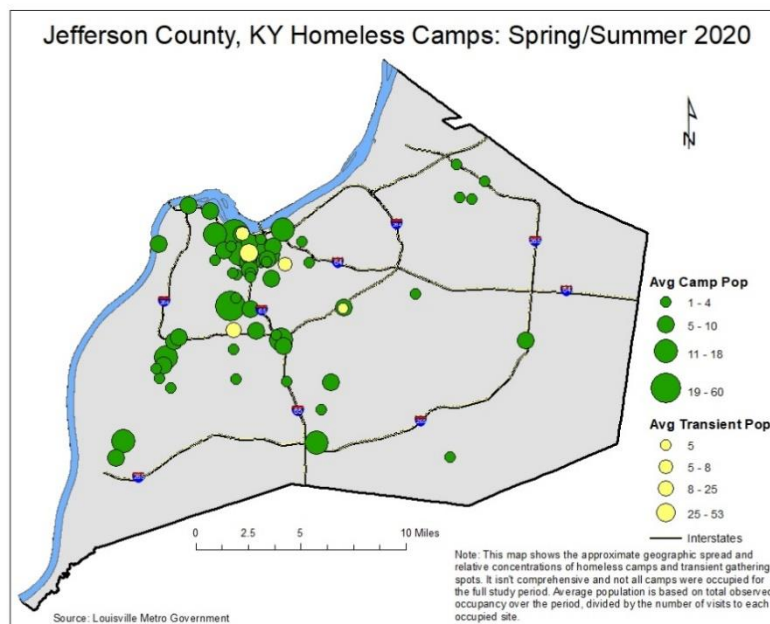 Jefferson County, KY Homeless Camps: Spring/Summer 2020
N
Avg Camp Pop
1 - 4
5 - 10
11 - 18
19 - 60
Avg Transient Pop
5
5 - 8
8 - 25
25 - 53
Interstates
0
2.5
5
10 Miles
Note: This map shows the approximate geographic spread and
relative concentrations of homeless camps and transient gathering
spots. It isn't comprehensive and not all camps were occupied for
the full study period. Average population is based on total observed
occupancy over the period, divided by the number of visits to each
occupied site.
Source: Louisville Metro Government